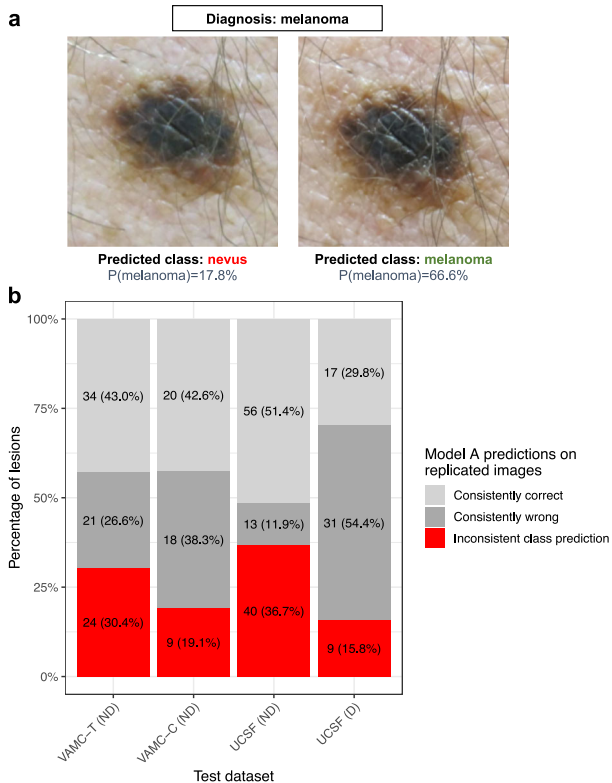 a
Diagnosis: melanoma
Predicted class: nevus
P(melanoma)=17.8%
Predicted class: melanoma
P(melanoma)=66.6%
b
100%
75%
50%
25%
0%
Percentage of lesions
34 (43.0%)
21 (26.6%)
24 (30.4%)
20 (42.6%)
18 (38.3%)
9 (19.1%)
56 (51.4%)
13 (11.9%)
40 (36.7%)
17 (29.8%)
31 (54.4%)
9 (15.8%)
VAMC−T (ND)
VAMC−C (ND)
UCSF (ND)
UCSF (D)
Test dataset
Model A predictions on
replicated images
Consistently correct
Consistently wrong
Inconsistent class prediction